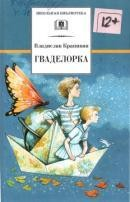 ШКОЛЬНАЯ БИБЛИОТЕКА
12+
Владислав Крапивин
ГВАДЕЛОРКА